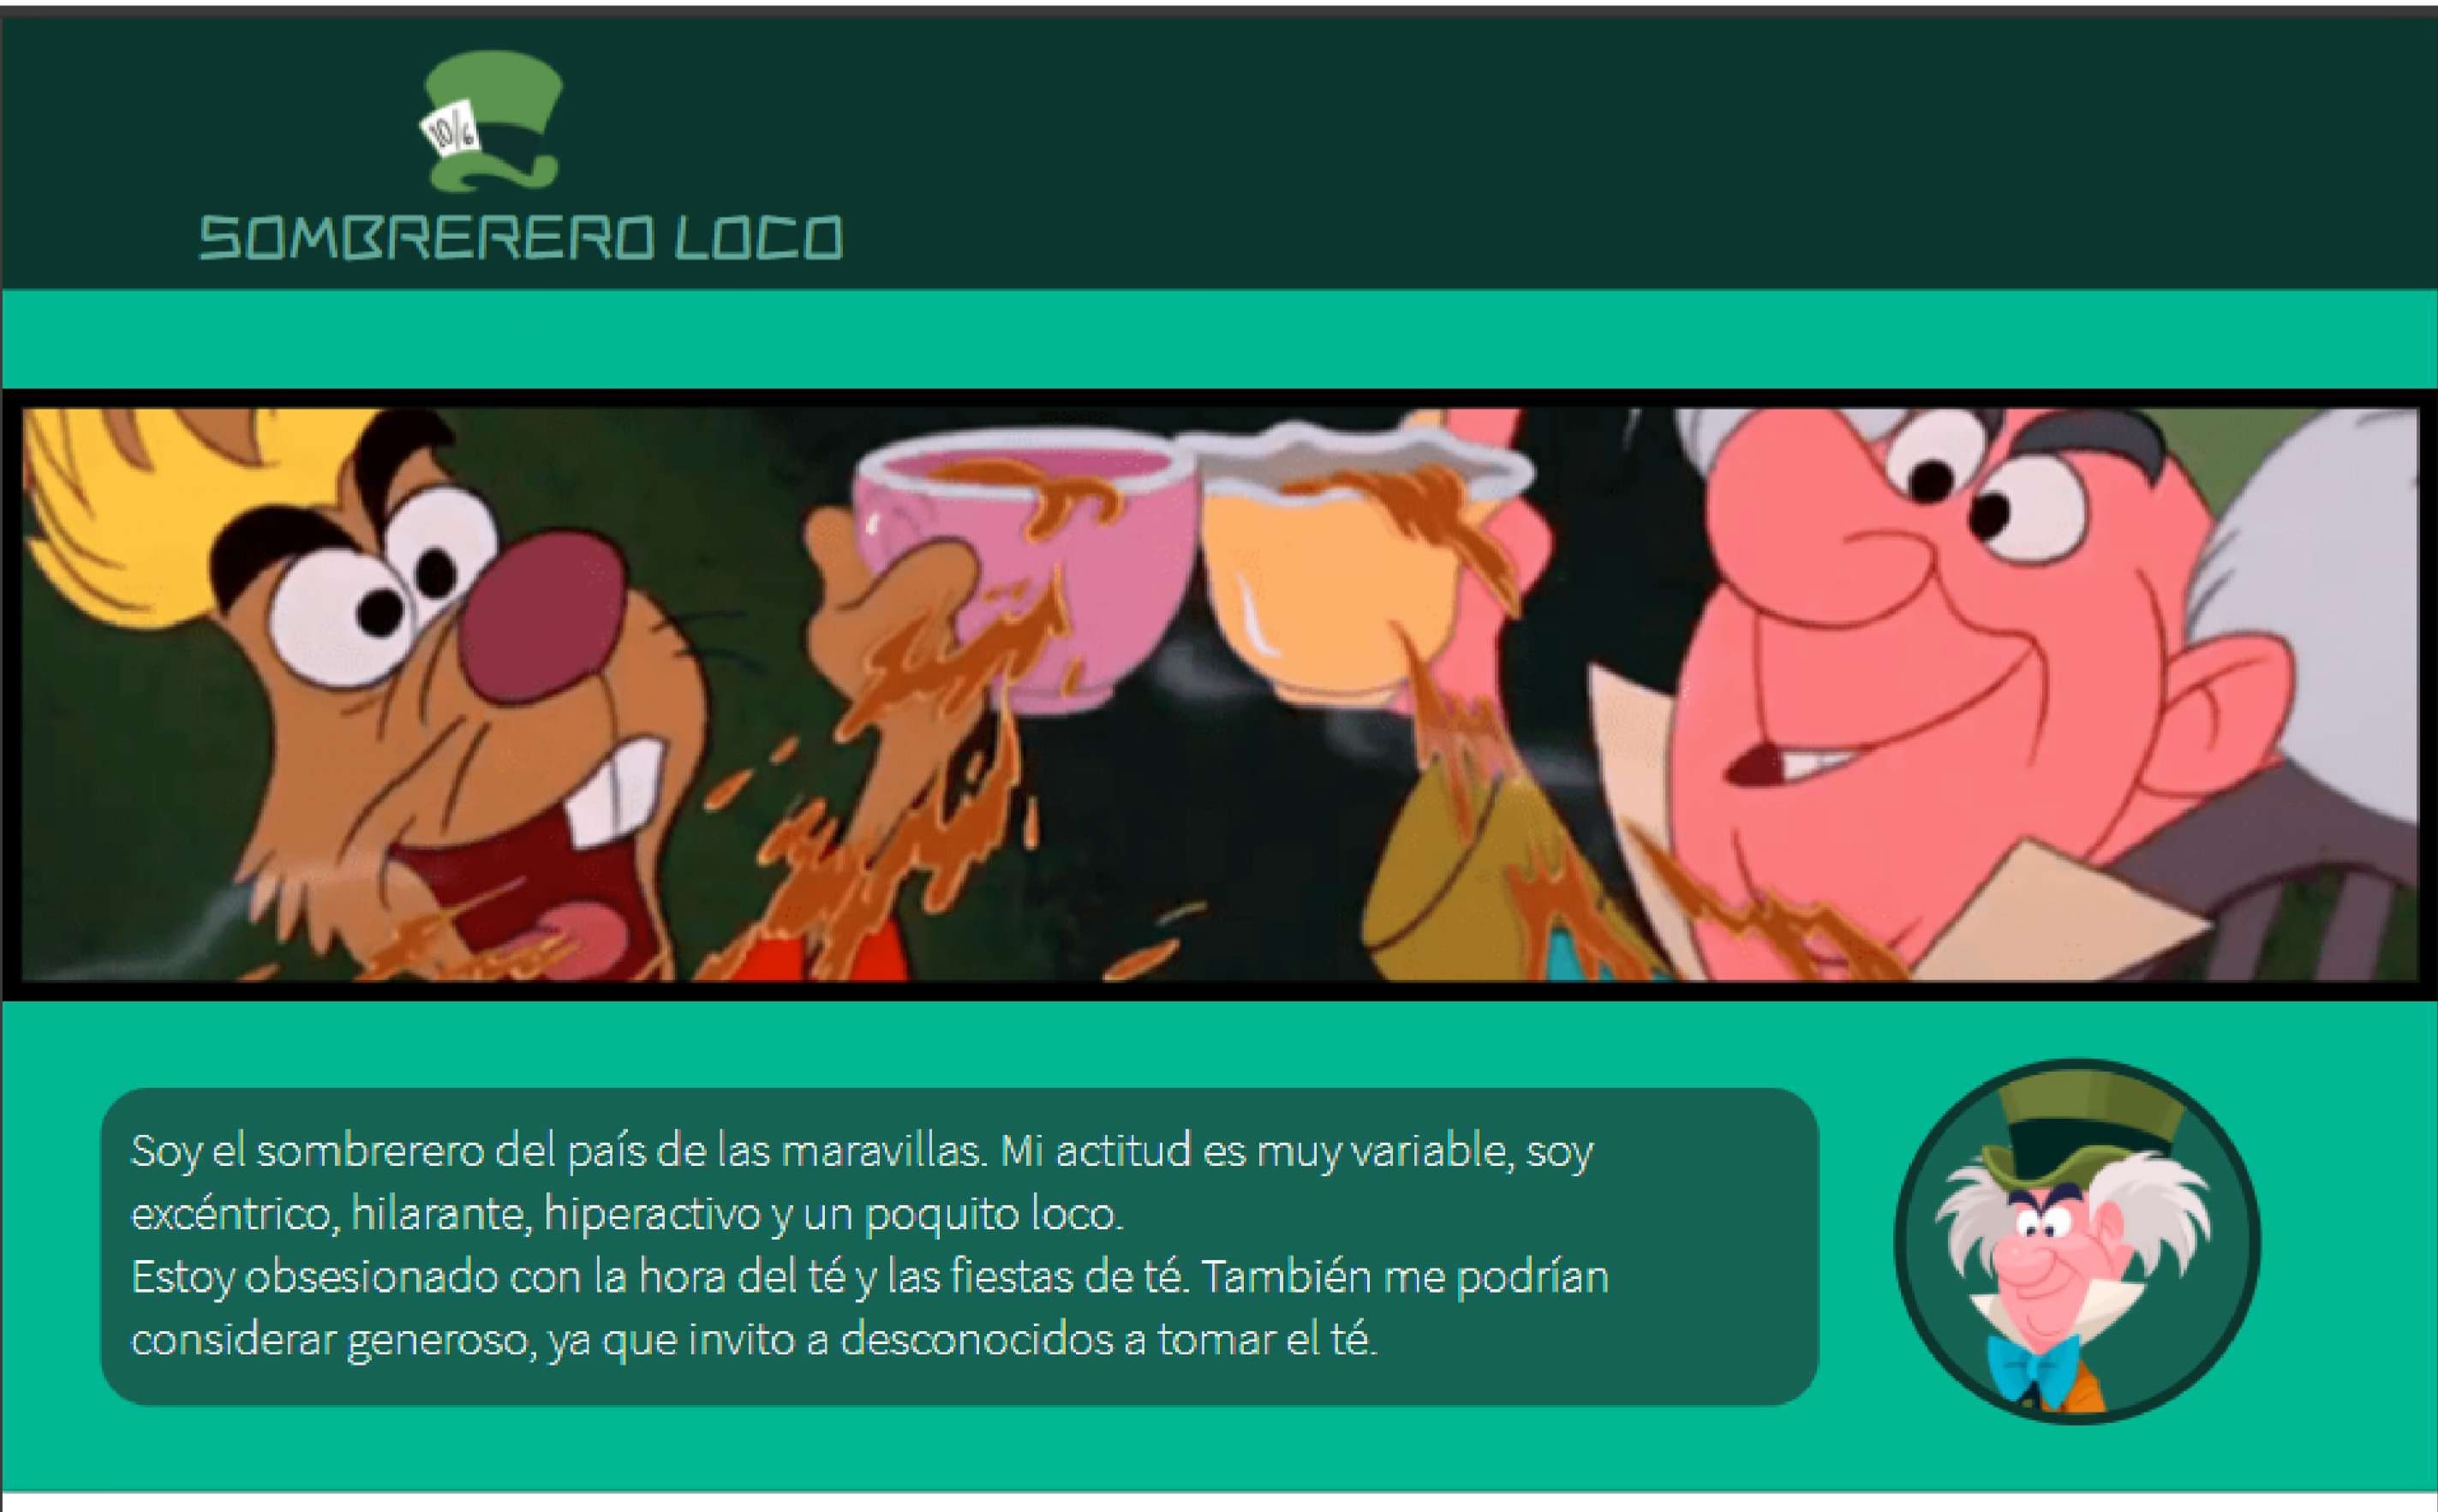 10/6
SOMBRERERO LOCO
Soy el sombrerero del país de las maravillas. Mi actitud es muy variable, soy
excéntrico, hilarante, hiperactivo y un poquito loco.
Estoy obsesionado con la hora del té y las fiestas de té. También me podrían
considerar generoso, ya que invito a desconocidos a tomar el té.